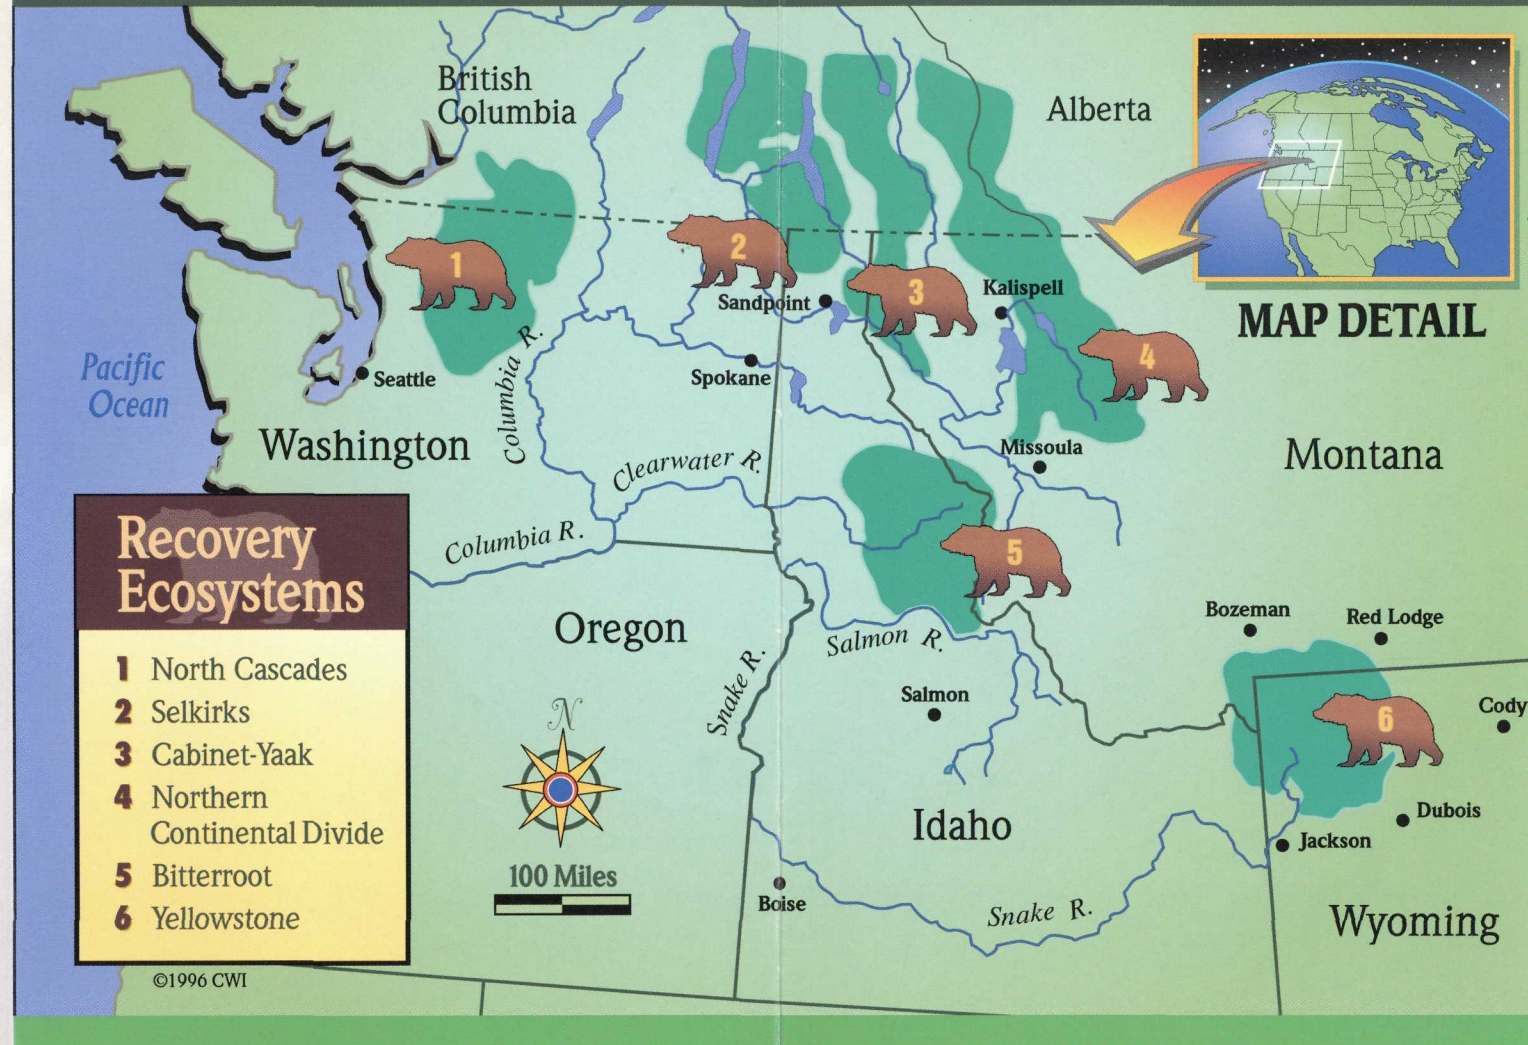 British
Columbia
Alberta
1
2
3
4
5
6
Sandpoint
Kalispell
MAP DETAIL
Pacific
Ocean
Seattle
Spokane
Columbia R.
Washington
Clearwater R.
Missoula
Montana
Columbia R.
Recovery
Ecosystems
1 North Cascades
2 Selkirks
3 Cabinet-Yaak
4 Northern
Continental Divide
5 Bitterroot
6 Yellowstone
©1996 CWI
Oregon
Snake R.
Salmon R.
Salmon
Bozeman
Red Lodge
Cody
Dubois
Jackson
N
100 Miles
Idaho
Boise
Snake R.
Wyoming